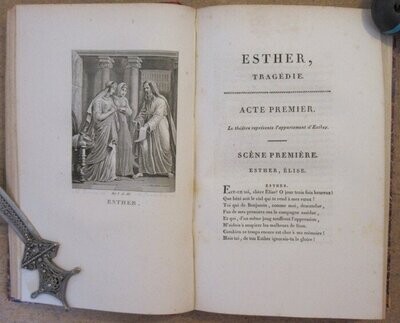 ESTHER.
ESTHER,
TRAGÉDIE.
ACTE PREMIER.
Le théâtre représente l'appartement d'Esther.
SCÈNE PREMIÈRE.
ESTHER, ÉLISE.
ESTHER.
Est-ce toi, chère Élise? O jour trois fois heureux!
Que béni soit le ciel qui te rend à mes vœux!
Toi qui de Benjamin, comme moi, descendue,
Fus de mes premiers ans la compagne assidue,
Et qui, d'un même joug souffrant l'oppression,
M'aidois à soupirer les malheurs de Sion.
Combien ce temps encore est cher à ma mémoire!
Mais toi, de ton Esther ignorois-tu la gloire?